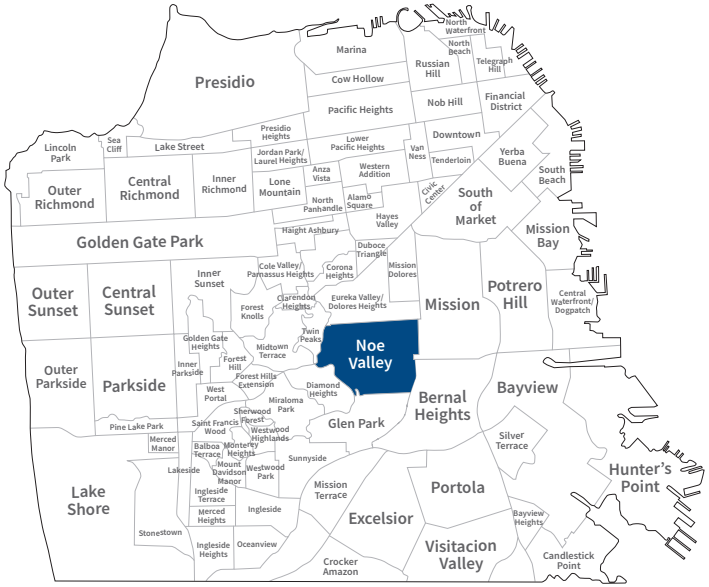 North
Waterfront
North
Beach
Telegraph
Hill
Marina
Russian
Hill
Presidio
Cow Hollow
Nob Hill
Financial
District
Pacific Heights
Presidio
Heights
Lower
Pacific Heights
Downtown
Sea
Cliff
Lake Street
Lincoln
Park
Jordan Park/
Laurel Heights
Van
Ness
Tenderloin
Yerba
Buena
Anza
Vista
Western
Addition
South
Beach
Outer
Richmond
Central
Richmond
Inner
Richmond
Lone
Mountain
Civic
Center
South
of
Market
North
Panhandle
Alamo
Square
Hayes
Valley
Mission
Bay
Golden Gate Park
Haight Ashbury
Duboce
Triangle
Cole Valley/
Parnassus Heights
Corona
Heights
Mission
Dolores
Inner
Sunset
Outer
Sunset
Central
Sunset
Clarendon
Heights
Eureka Valley/
Dolores Heights
Mission
Potrero
Hill
Central
Waterfront/
Dogpatch
Forest
Knolls
Twin
Peaks
Noe
Valley
Golden Gate
Heights
Midtown
Terrace
Forest
Hill
Inner
Parkside
Outer
Parkside
Parkside
Forest Hills
Extension
West
Portal
Diamond
Heights
Miraloma
Park
Bernal
Heights
Bayview
Sherwood
Forest
Saint Francis
Wood
Glen Park
Pine Lake Park
Westwood
Highlands
Merced
Manor
Balboa
Terrace
Monterey
Heights
Silver
Terrace
Sunnyside
Lakeside
Mount
Davidson
Manor
Westwood
Park
Hunter's
Point
Mission
Terrace
Portola
Lake
Shore
Ingleside
Terrace
Merced
Heights
Ingleside
Excelsior
Bayview
Heights
Stonestown
Ingleside
Heights
Oceanview
Visitacion
Valley
Crocker
Amazon
Candlestick
Point